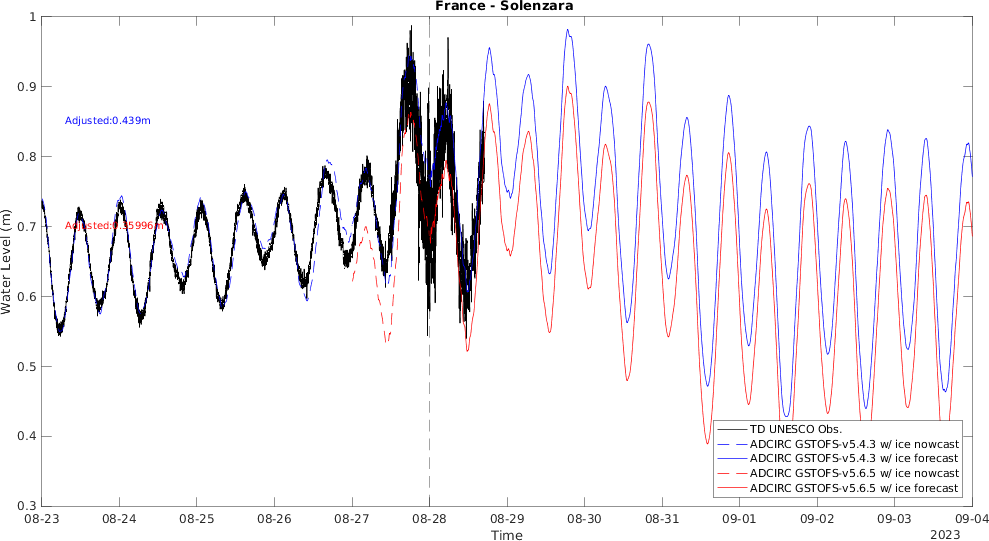 France - Solenzara
1
0.9
0.8
0.7
0.6
0.5
0.4
0.3
Water Level (m)
Adjusted:0.439m
Adjusted:0.35996m
TD UNESCO Obs.
ADCIRC GSTOFS-v5.4.3 w/ ice nowcast
ADCIRC GSTOFS-v5.4.3 w/ ice forecast
ADCIRC GSTOFS-v5.6.5 w/ ice nowcast
ADCIRC GSTOFS-v5.6.5 w/ ice forecast
08-23 08-24 08-25 08-26 08-27 08-28 08-29 08-30 08-31 09-01 09-02 09-03 09-04
Time
2023